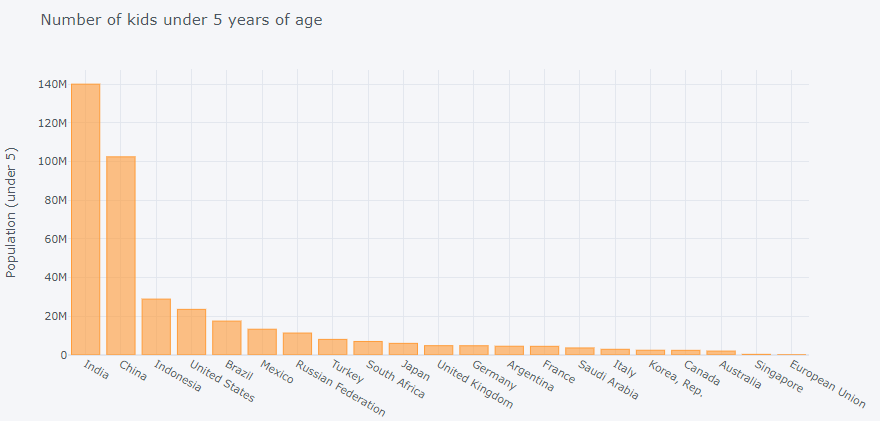 Number of kids under 5 years of age
Population (under 5)
140M
120M
100M
80M
60M
40M
20M
0
India
China
Indonesia
United States
Brazil
Mexico
Russian Federation
Turkey
South Africa
Japan
United Kingdom
Germany
Argentina
France
Saudi Arabia
Italy
Korea, Rep.
Canada
Australia
Singapore
European Union